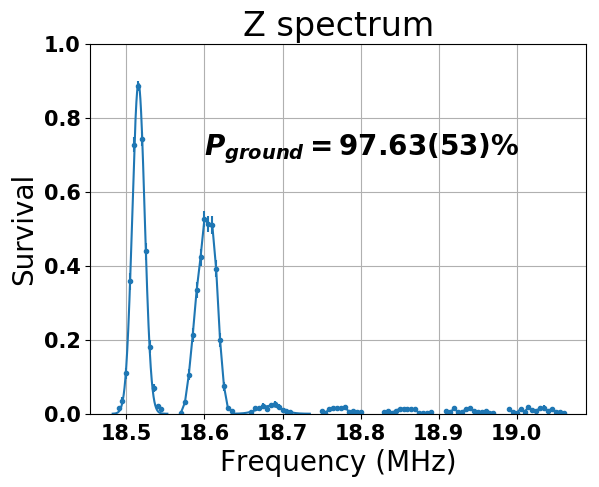 Z spectrum
1.0
0.8
0.6
0.4
0.2
0.0
Survival
P_ground = 97.63(53)%
18.5 18.6 18.7 18.8 18.9 19.0
Frequency (MHz)